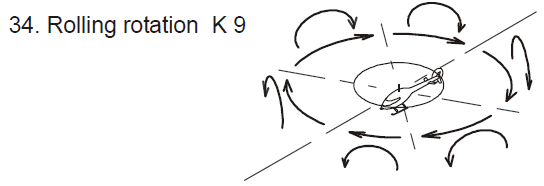 34. Rolling rotation K 9